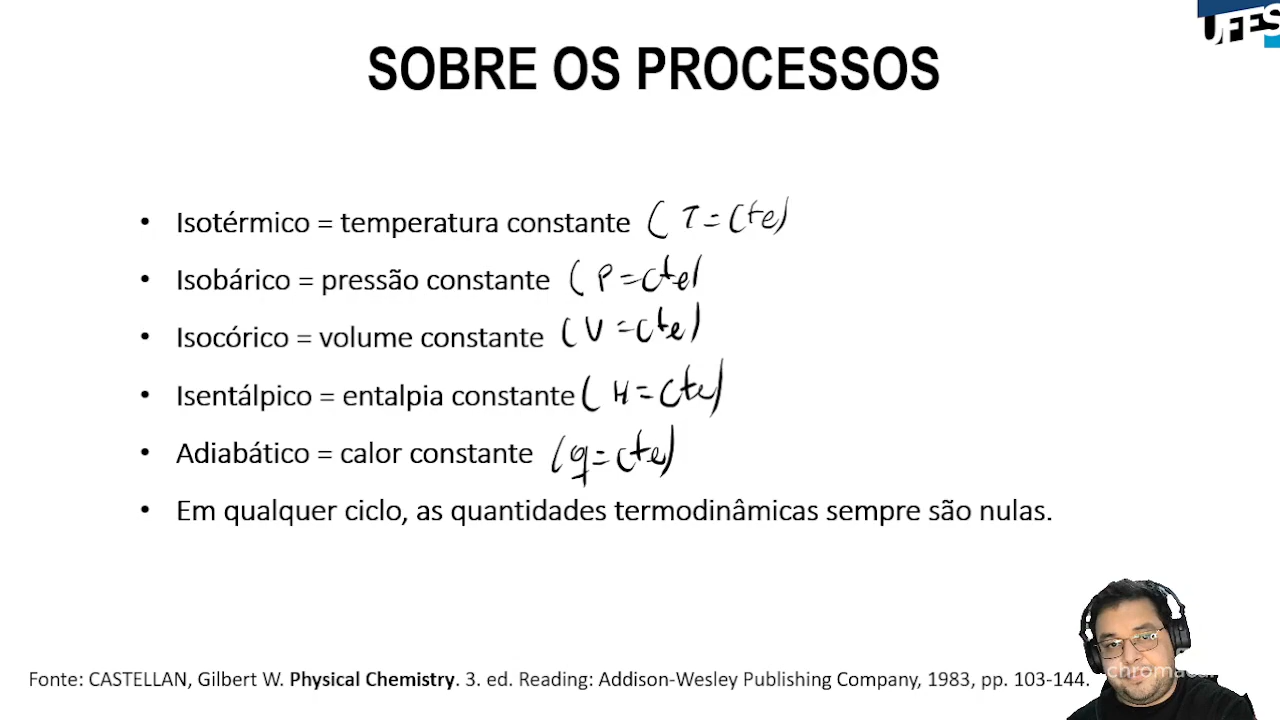 UFES
SOBRE OS PROCESSOS
• Isotérmico = temperatura constante ( T = Cte)
• Isobárico = pressão constante ( P = Cte)
• Isocórico = volume constante ( V = Cte)
• Isentálpico = entalpia constante ( H = Cte)
• Adiabático = calor constante (q = cte)
• Em qualquer ciclo, as quantidades termodinâmicas sempre são nulas.
Fonte: CASTELLAN, Gilbert W. Physical Chemistry. 3. ed. Reading: Addison-Wesley Publishing Company, 1983, pp. 103-144.